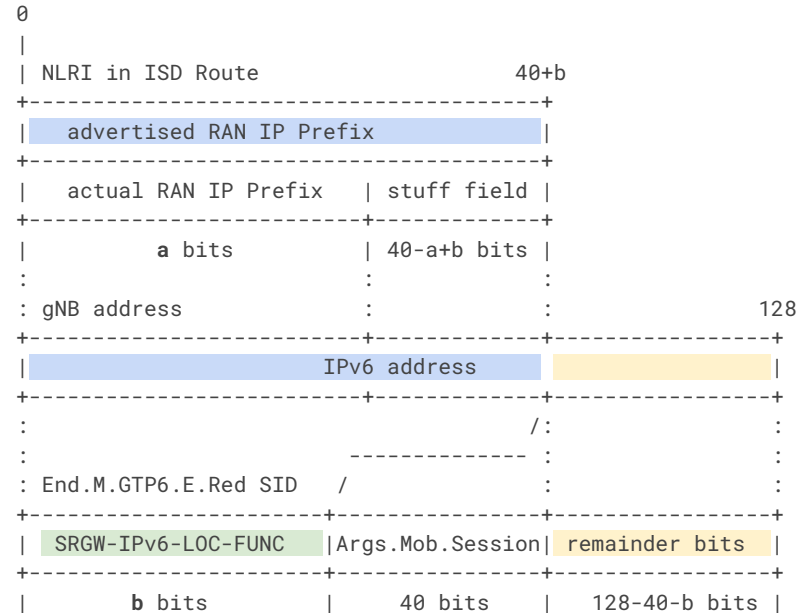 0
|
| NLRI in ISD Route                     40+b
+--------------------------------------+
|   advertised RAN IP Prefix            |
+--------------------------------------+
|   actual RAN IP Prefix   | stuff field |
+-------------------------+-------------+
|          a bits          | 40-a+b bits |
:                          :             :
: gNB address              :             :                128
+-------------------------+-------------+----------------+
|                      IPv6 address                      |
+-------------------------+-------------+----------------+
:                                      /:                :
:                        ------------- :                :
: End.M.GTP6.E.Red SID   /               :                :
+----------------------+---------------+----------------+
|  SRGW-IPv6-LOC-FUNC   |Args.Mob.Session| remainder bits  |
+----------------------+---------------+----------------+
|        b bits         |     40 bits    |   128-40-b bits |